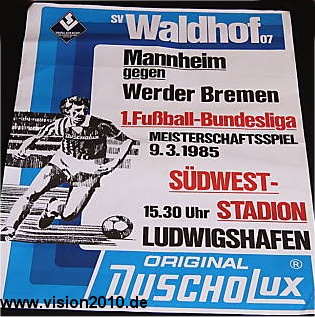 SV Waldhof 07
Mannheim
gegen
Werder Bremen
1.Fußball-Bundesliga
MEISTERSCHAFTSSPIEL
9.3.1985
SÜDWEST-
15.30 Uhr STADION
LUDWIGSHAFEN
ORIGINAL
DUSCHOLUX ®
www.vision2010.de